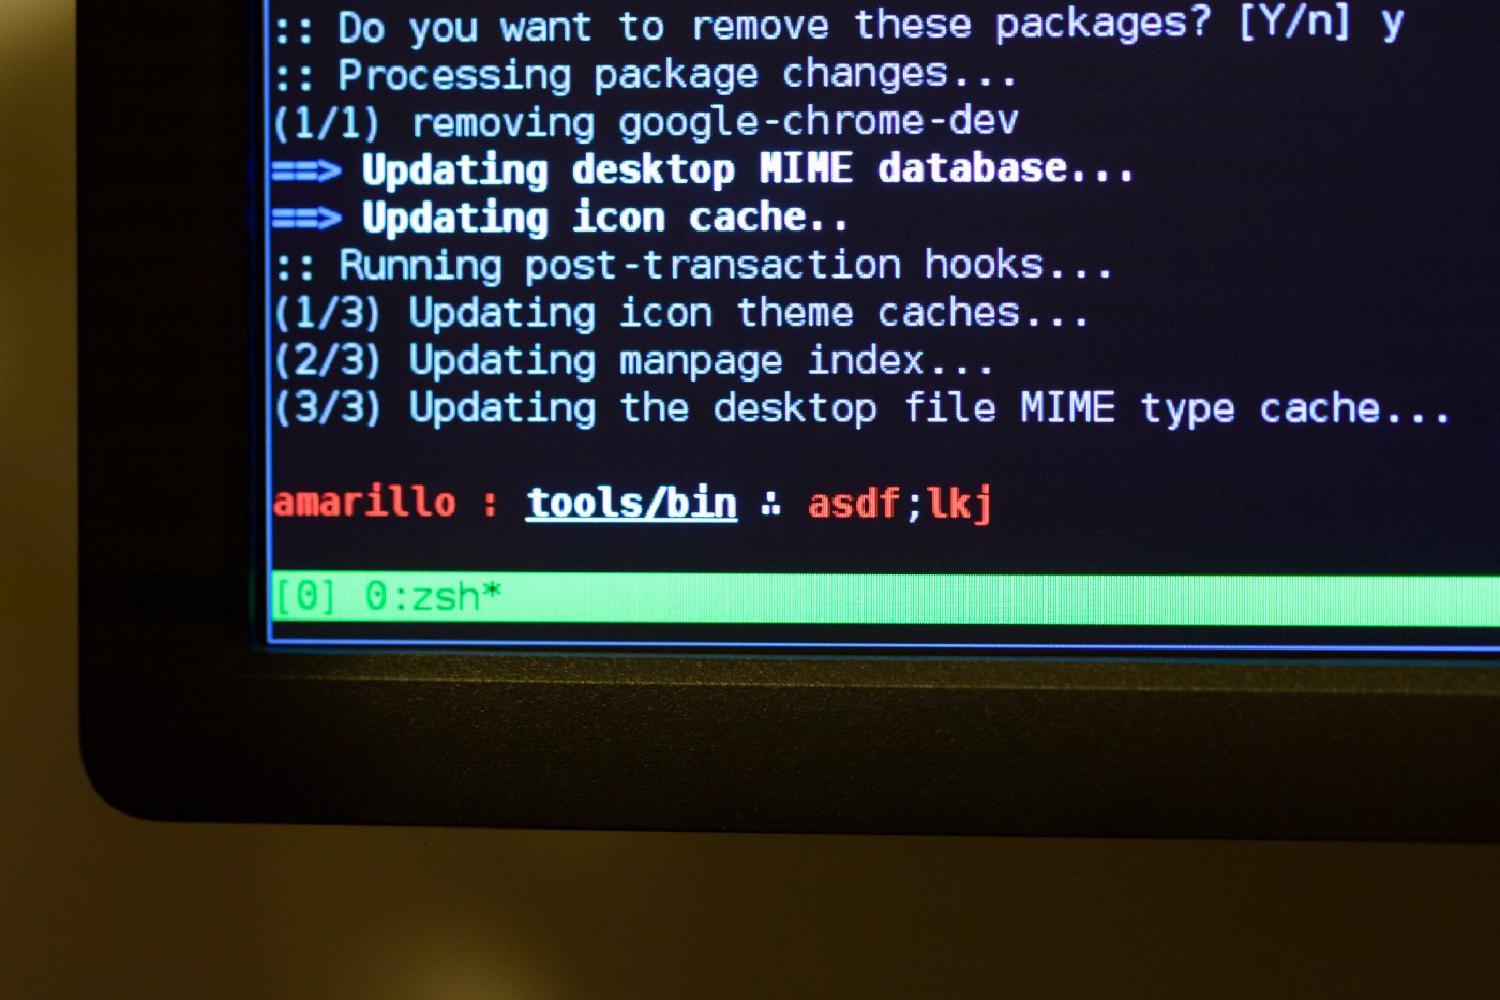 :: Do you want to remove these packages? [Y/n] y
:: Processing package changes...
(1/1) removing google-chrome-dev
==> Updating desktop MIME database...
==> Updating icon cache..
:: Running post-transaction hooks...
(1/3) Updating icon theme caches...
(2/3) Updating manpage index...
(3/3) Updating the desktop file MIME type cache...
amarillo : tools/bin ∴ asdf;lkj
[0] 0:zsh*